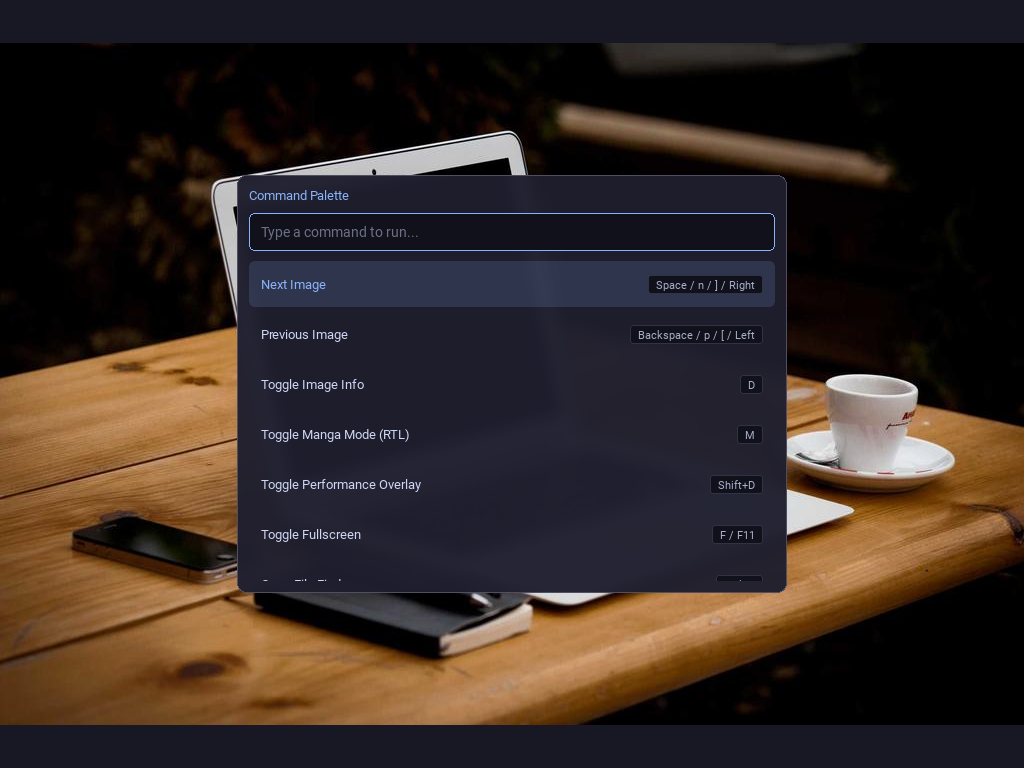 Command Palette
Type a command to run...
Next Image Space / n / ] / Right
Previous Image Backspace / p / [ / Left
Toggle Image Info D
Toggle Manga Mode (RTL) M
Toggle Performance Overlay Shift+D
Toggle Fullscreen F / F11